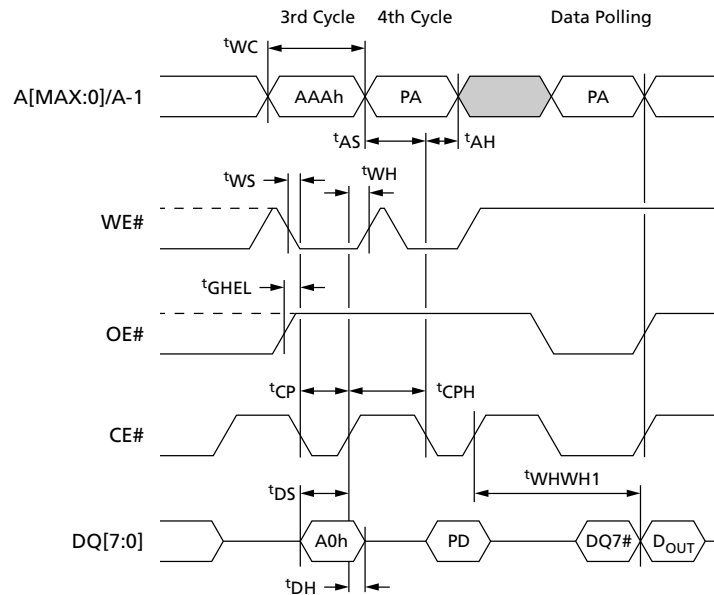 3rd Cycle 4th Cycle Data Polling
tWC
A[MAX:0]/A-1 AAAh PA PA
tAS tAH
tWS tWH
WE#
tGHEL
OE#
tCP tCPH
CE#
tWHWH1
tDS
DQ[7:0] A0h PD DQ7# DOUT
tDH